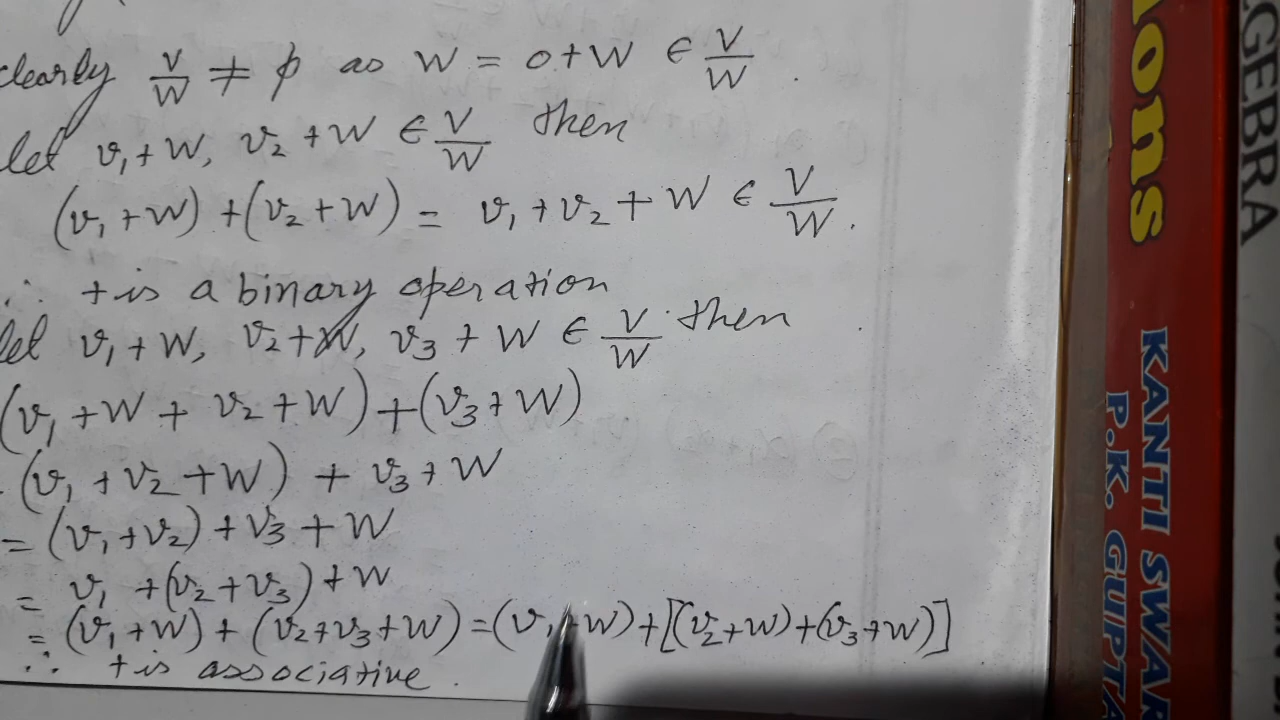 clearly V/W ≠ φ as W = 0+W ∈ V/W .
let v₁+W, v₂+W ∈ V/W then
(v₁+W)+(v₂+W) = v₁+v₂+W ∈ V/W .
∴ + is a binary operation
let v₁+W, v₂+W, v₃+W ∈ V/W then
(v₁+W + v₂+W)+(v₃+W)
(v₁+v₂+W) + v₃+W
= (v₁+v₂)+v₃+W
= v₁+(v₂+v₃)+W
= (v₁+W)+(v₂+v₃+W) = (v₁+W)+[(v₂+W)+(v₃+W)]
∴ + is associative .
ons
KANTI SWAR
P.K. GUPTA
GEBRA